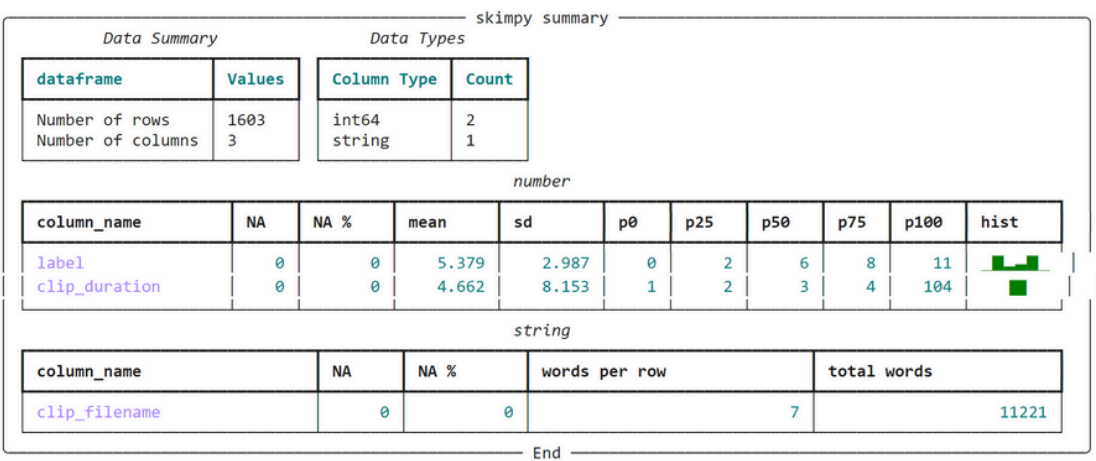 skimpy summary
Data Summary Data Types
dataframe Values Column Type Count
Number of rows 1603 int64 2
Number of columns 3 string 1
number
column_name NA NA % mean sd p0 p25 p50 p75 p100 hist
label 0 0 5.379 2.987 0 2 6 8 11
clip_duration 0 0 4.662 8.153 1 2 3 4 104
string
column_name NA NA % words per row total words
clip_filename 0 0 7 11221
End